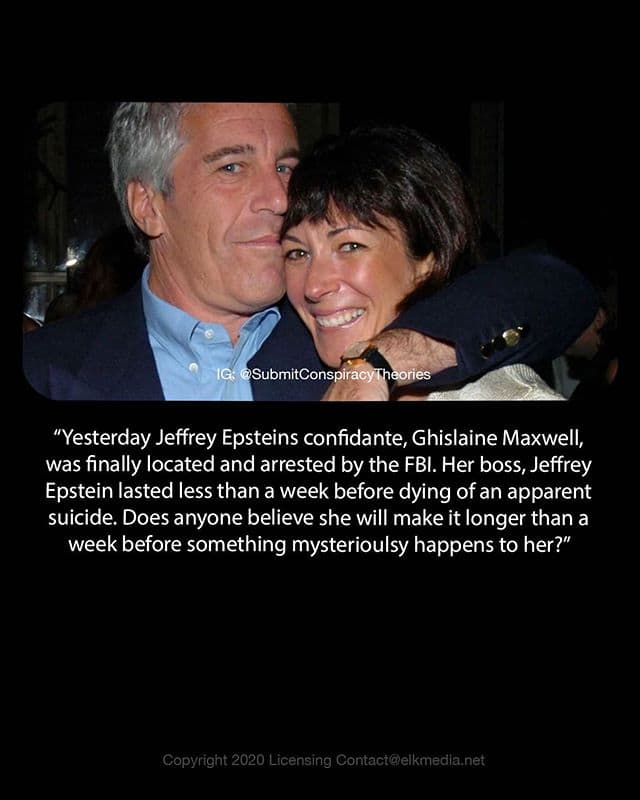 IG: @SubmitConspiracyTheories
“Yesterday Jeffrey Epsteins confidante, Ghislaine Maxwell,
was finally located and arrested by the FBI. Her boss, Jeffrey
Epstein lasted less than a week before dying of an apparent
suicide. Does anyone believe she will make it longer than a
week before something mysterioulsy happens to her?”
Copyright 2020 Licensing Contact@elkmedia.net